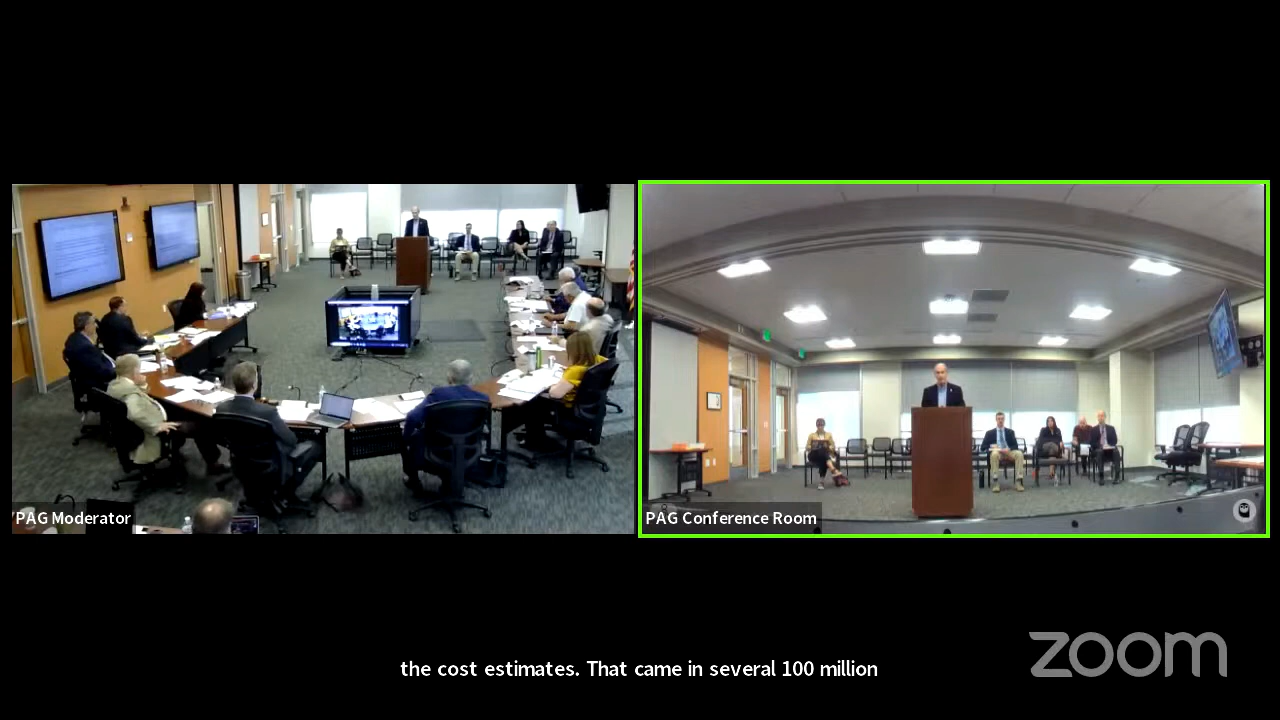 PAG Moderator
PAG Conference Room
the cost estimates. That came in several 100 million
zoom